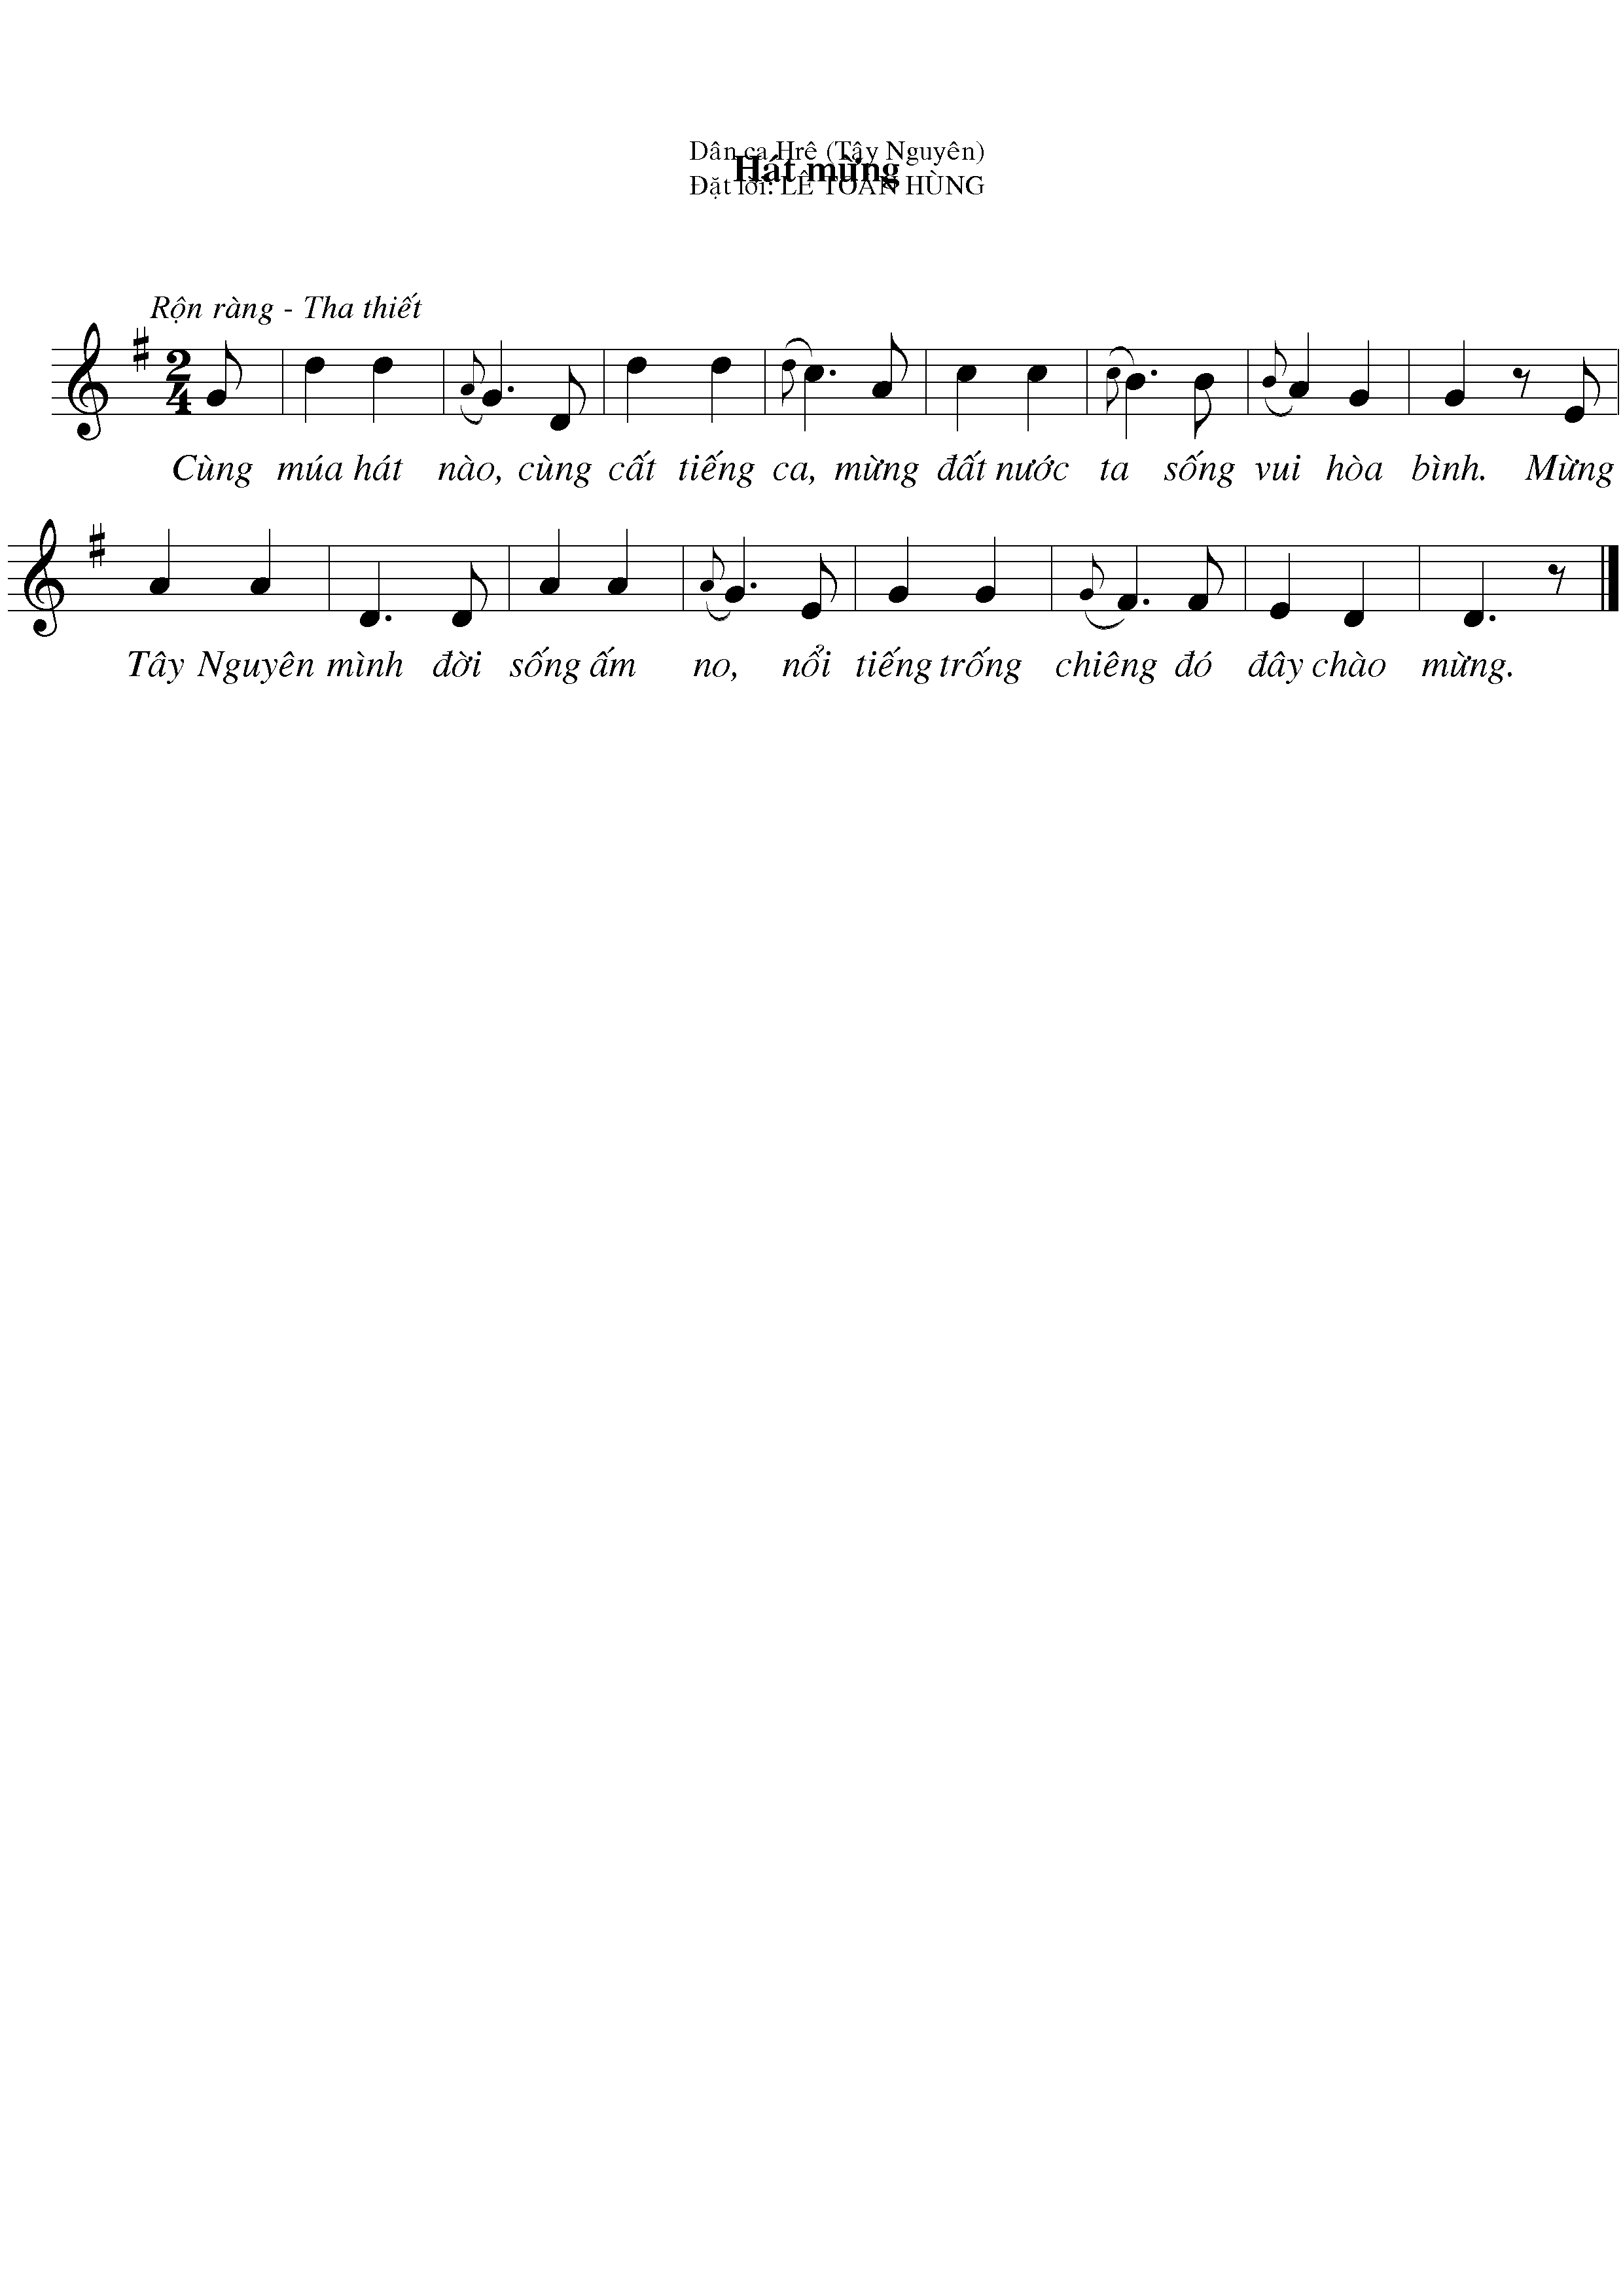 Dân ca Hrê (Tây Nguyên)
Hát mừng
Đặt lời: LÊ TOÀN HÙNG
Rộn ràng - Tha thiết
2
4
Cùng múa hát nào, cùng cất tiếng ca, mừng đất nước ta sống vui hòa bình. Mừng
Tây Nguyên mình đời sống ấm no, nổi tiếng trống chiêng đó đây chào mừng.